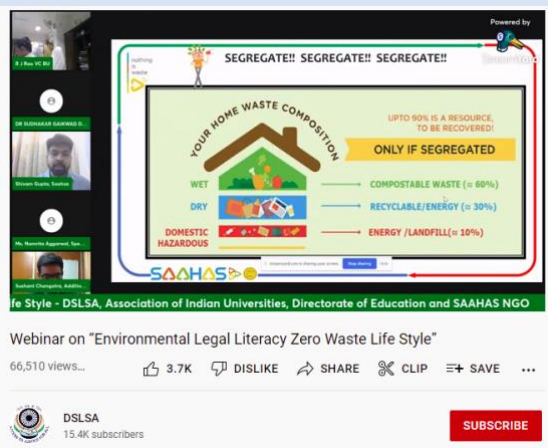 Powered by
StreamYard
B J Rao VC BU
nothing
is
waste
SEGREGATE!! SEGREGATE!! SEGREGATE!!
DR SUDHAKAR GAIKWAD D...
YOUR HOME WASTE COMPOSITION
UPTO 90% IS A RESOURCE,
TO BE RECOVERED!
ONLY IF SEGREGATED
Shivam Gupta, Saahas
WET
COMPOSTABLE WASTE (≈ 60%)
DRY
RECYCLABLE/ENERGY (≈ 30%)
DOMESTIC
HAZARDOUS
ENERGY /LANDFILL(≈ 10%)
Ms. Namrita Aggarwal, Spe...
SAAHAS
Stop sharing
Hide
fe Style - DSLSA, Association of Indian Universities, Directorate of Education and SAAHAS NGO
Webinar on “Environmental Legal Literacy Zero Waste Life Style”
66,510 views...
3.7K
DISLIKE
SHARE
CLIP
SAVE
DSLSA
15.4K subscribers
SUBSCRIBE